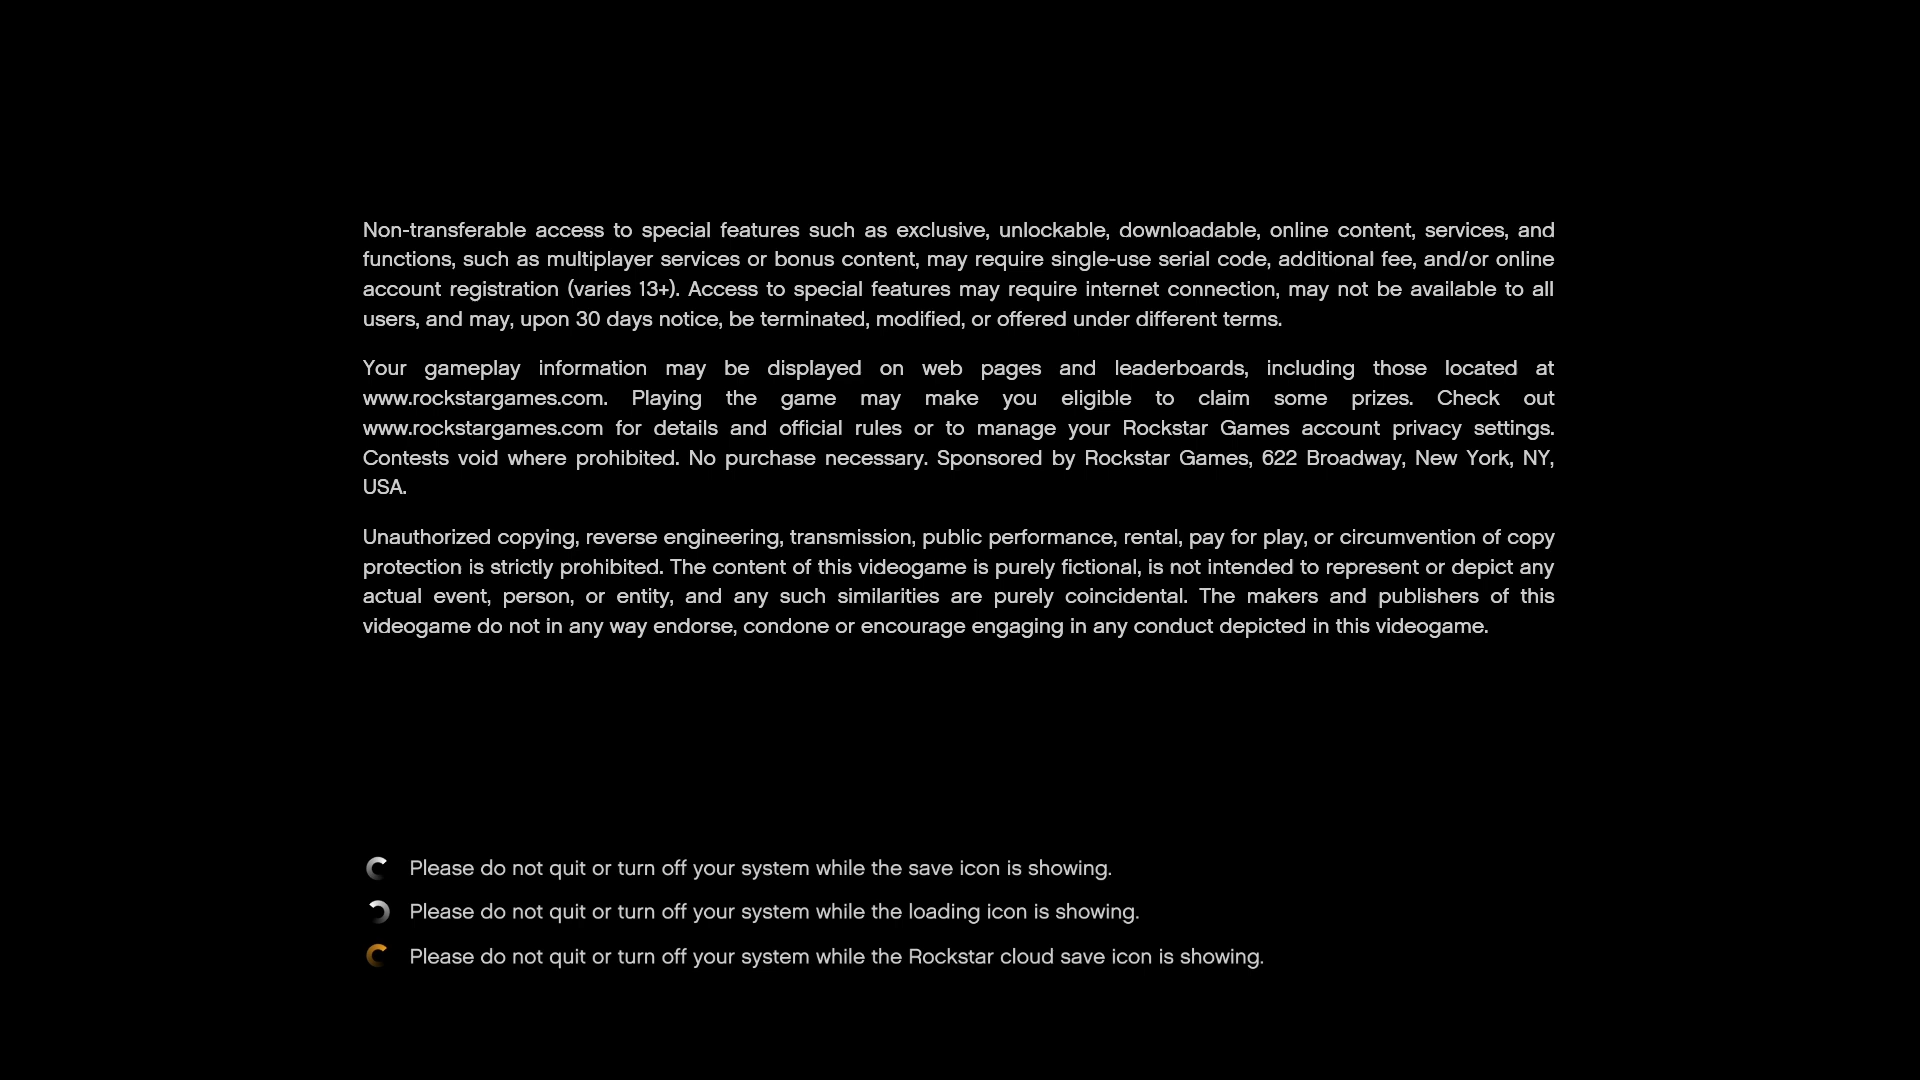 Non-transferable access to special features such as exclusive, unlockable, downloadable, online content, services, and
functions, such as multiplayer services or bonus content, may require single-use serial code, additional fee, and/or online
account registration (varies 13+). Access to special features may require internet connection, may not be available to all
users, and may, upon 30 days notice, be terminated, modified, or offered under different terms.
Your gameplay information may be displayed on web pages and leaderboards, including those located at
www.rockstargames.com. Playing the game may make you eligible to claim some prizes. Check out
www.rockstargames.com for details and official rules or to manage your Rockstar Games account privacy settings.
Contests void where prohibited. No purchase necessary. Sponsored by Rockstar Games, 622 Broadway, New York, NY,
USA.
Unauthorized copying, reverse engineering, transmission, public performance, rental, pay for play, or circumvention of copy
protection is strictly prohibited. The content of this videogame is purely fictional, is not intended to represent or depict any
actual event, person, or entity, and any such similarities are purely coincidental. The makers and publishers of this
videogame do not in any way endorse, condone or encourage engaging in any conduct depicted in this videogame.
Please do not quit or turn off your system while the save icon is showing.
Please do not quit or turn off your system while the loading icon is showing.
Please do not quit or turn off your system while the Rockstar cloud save icon is showing.